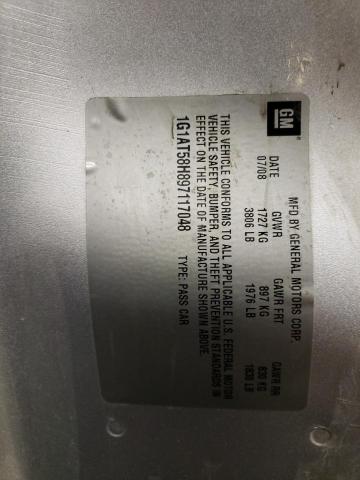 GM
MFD BY GENERAL MOTORS CORP.
DATE GVWR GAWR FRT GAWR RR
07/08 1727 KG 897 KG 830 KG
3806 LB 1976 LB 1830 LB
THIS VEHICLE CONFORMS TO ALL APPLICABLE U.S. FEDERAL MOTOR
VEHICLE SAFETY, BUMPER, AND THEFT PREVENTION STANDARDS IN
EFFECT ON THE DATE OF MANUFACTURE SHOWN ABOVE.
1G1AT58H897117048 TYPE: PASS CAR